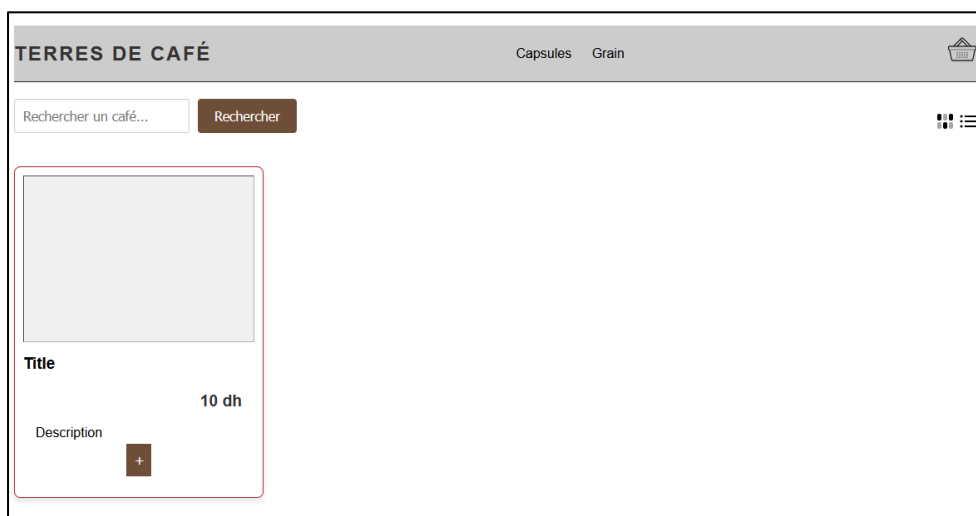 TERRES DE CAFÉ
Capsules Grain
Rechercher un café...
Rechercher
Title
10 dh
Description
+